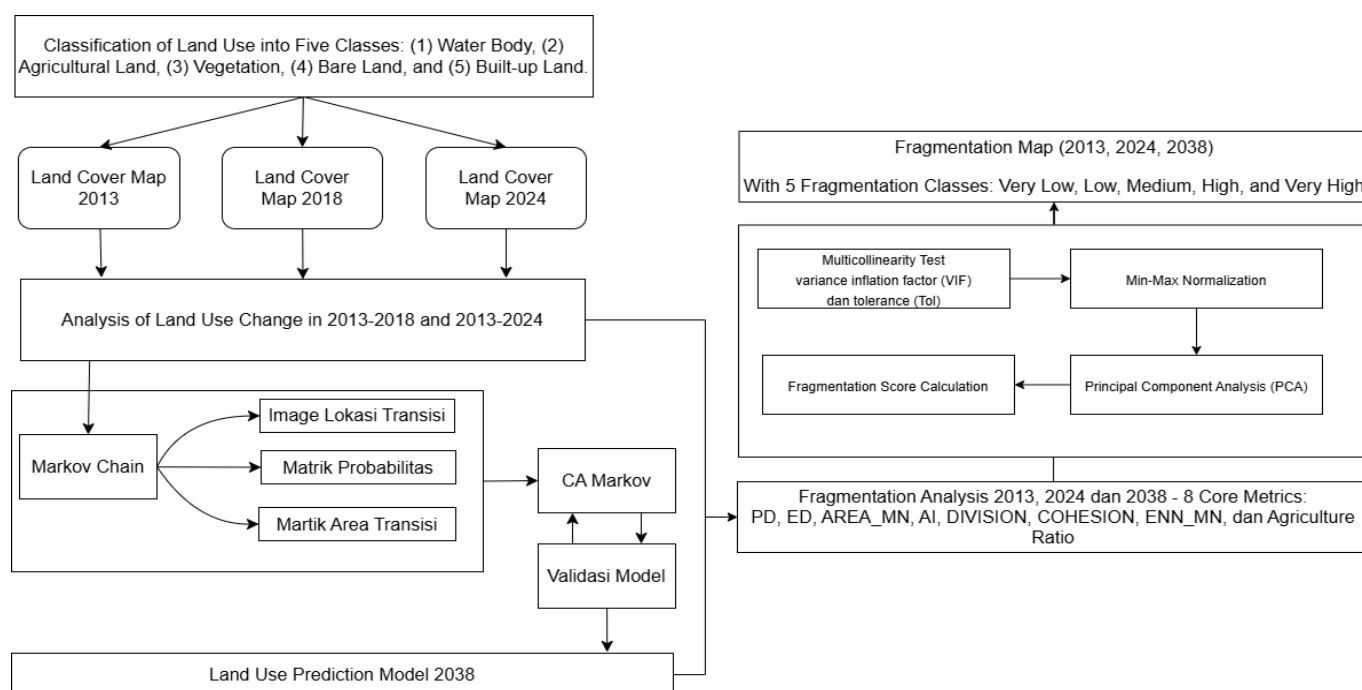 Classification of Land Use into Five Classes: (1) Water Body, (2)
Agricultural Land, (3) Vegetation, (4) Bare Land, and (5) Built-up Land.
Land Cover Map
2013
Land Cover
Map 2018
Land Cover
Map 2024
Analysis of Land Use Change in 2013-2018 and 2013-2024
Markov Chain
Image Lokasi Transisi
Matrik Probabilitas
Martik Area Transisi
CA Markov
Validasi Model
Land Use Prediction Model 2038
Fragmentation Map (2013, 2024, 2038)
With 5 Fragmentation Classes: Very Low, Low, Medium, High, and Very High
Multicollinearity Test
variance inflation factor (VIF)
dan tolerance (Tol)
Min-Max Normalization
Fragmentation Score Calculation
Principal Component Analysis (PCA)
Fragmentation Analysis 2013, 2024 dan 2038 - 8 Core Metrics:
PD, ED, AREA_MN, AI, DIVISION, COHESION, ENN_MN, dan Agriculture
Ratio